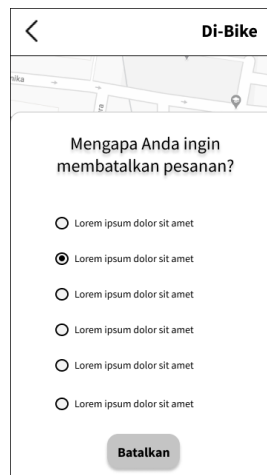 Di-Bike
nika
Mengapa Anda ingin
membatalkan pesanan?
Lorem ipsum dolor sit amet
Lorem ipsum dolor sit amet
Lorem ipsum dolor sit amet
Lorem ipsum dolor sit amet
Lorem ipsum dolor sit amet
Lorem ipsum dolor sit amet
Batalkan